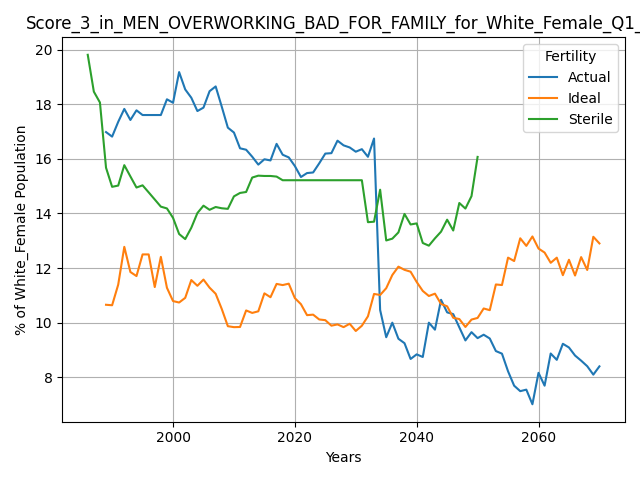 Score_3_in_MEN_OVERWORKING_BAD_FOR_FAMILY_for_White_Female_Q1_
Fertility
Actual
Ideal
Sterile
% of White_Female Population
20
18
16
14
12
10
8
2000 2020 2040 2060
Years